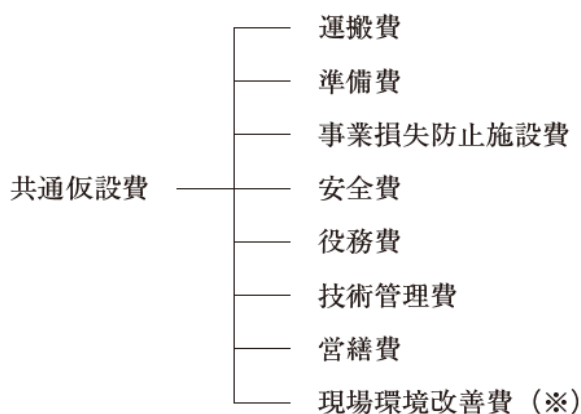 運搬費
準備費
事業損失防止施設費
共通仮設費
安全費
役務費
技術管理費
営繕費
現場環境改善費（※）